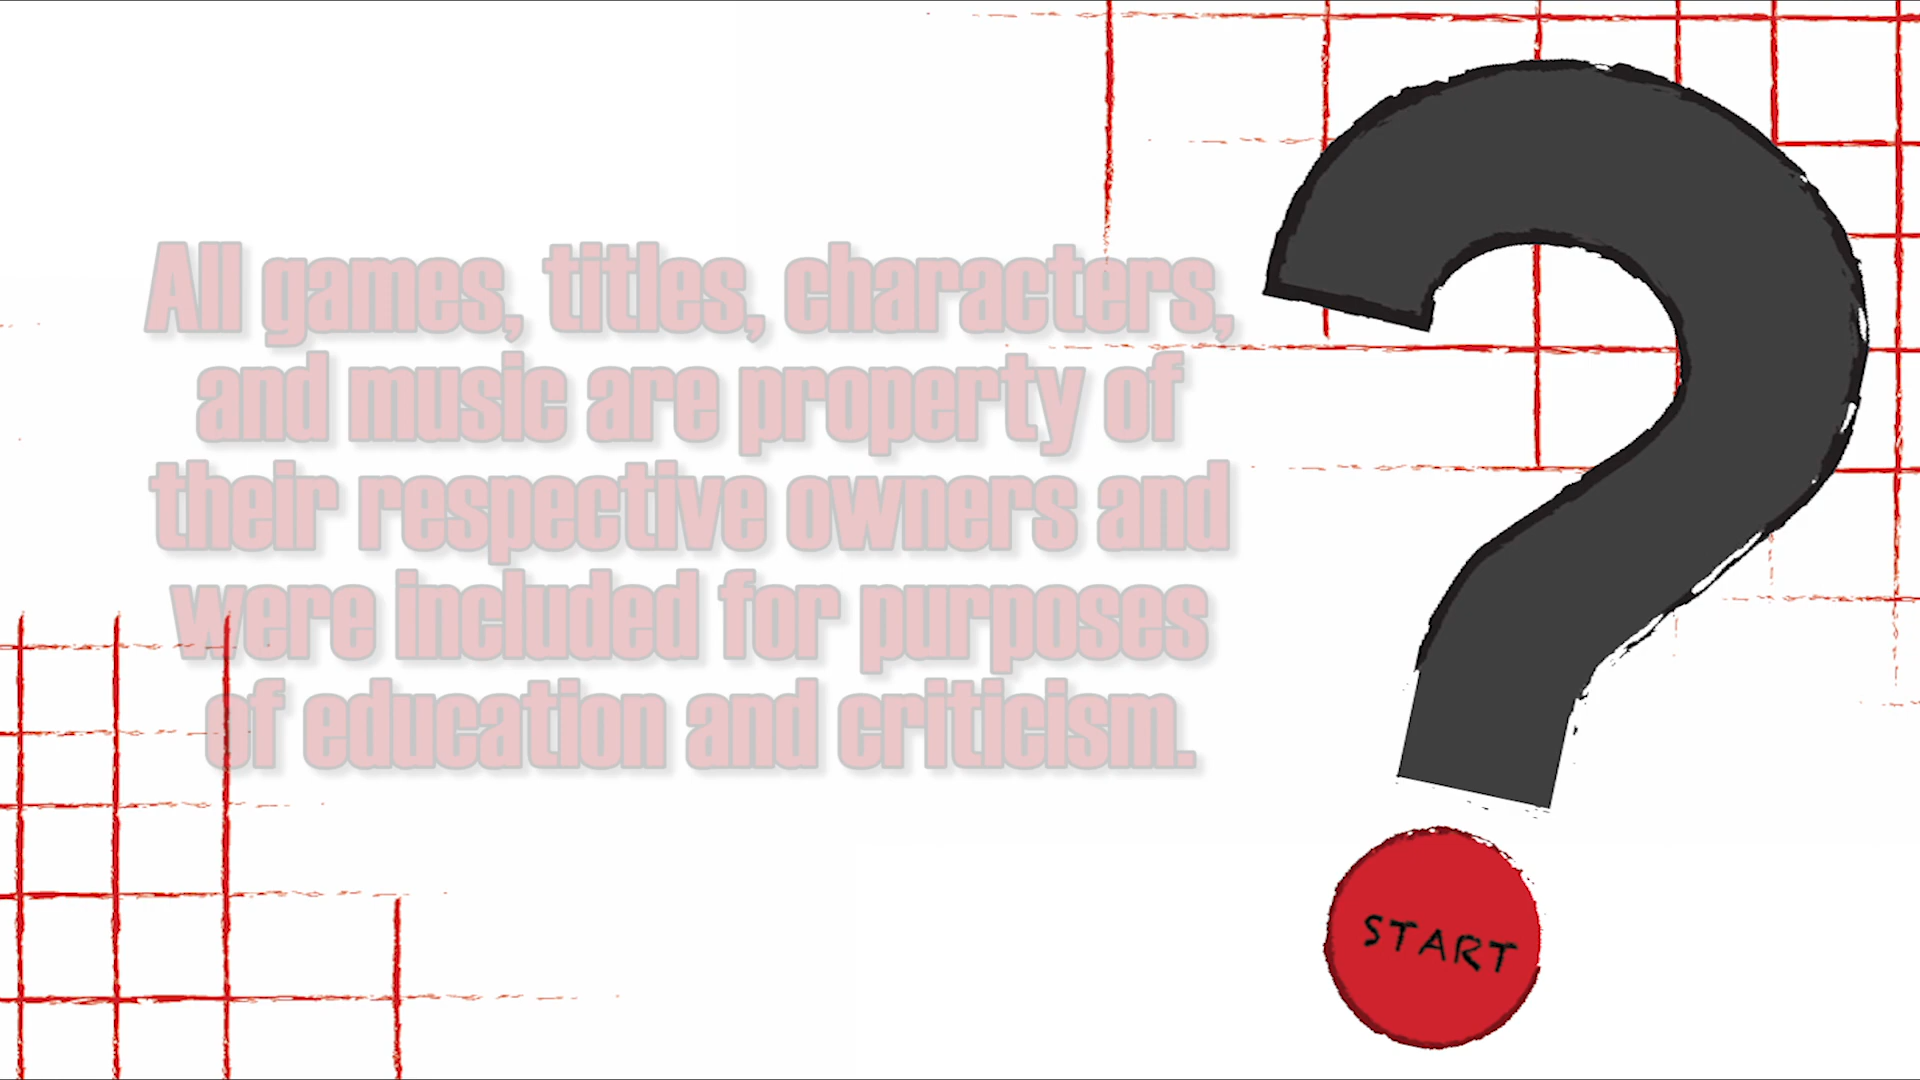 All games, titles, characters,
and music are property of
their respective owners and
were included for purposes
of education and criticism.
START